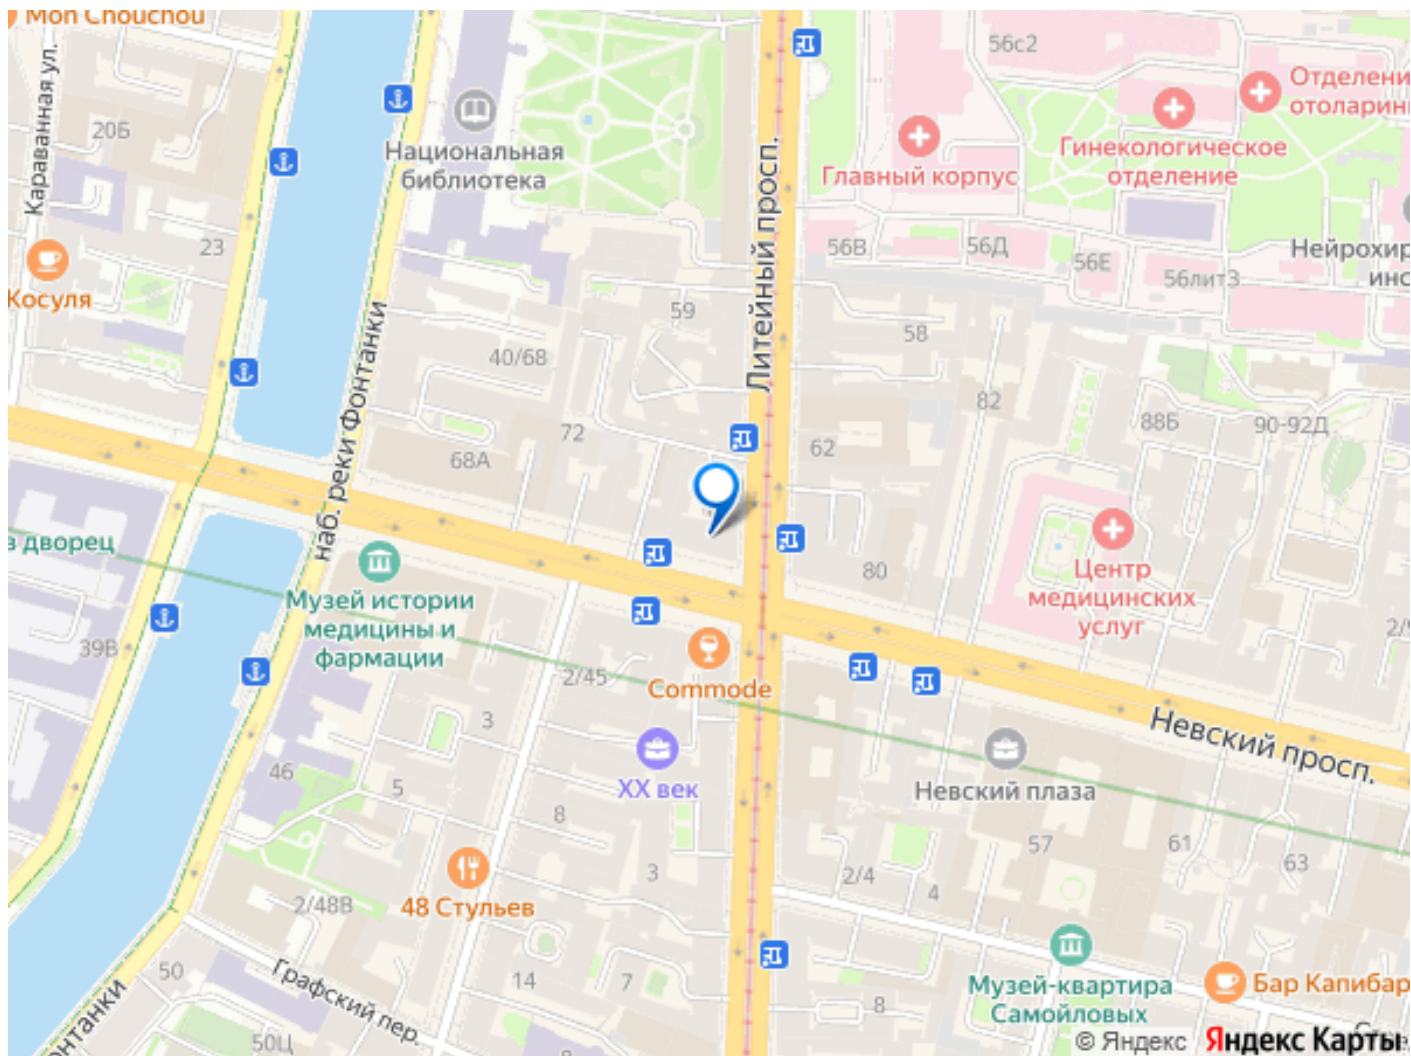 Mon Chouchou
Караванная ул.
20Б
56с2
Отделени
отоларин
Национальная
библиотека
Литейный просп.
Главный корпус
Гинекологическое
отделение
23
56В
56Д
56Е
56лит3
Нейрохир
инс
Косуля
наб. реки Фонтанки
59
58
40/68
82
72
68А
62
88Б
90-92Д
80
в дворец
Музей истории
медицины и
фармации
Центр
медицинских
услуг
39В
2/45
Commode
3
46
5
XX век
8
Невский просп.
Невский плаза
57
61
63
3
2/4
4
48 Стульев
2/48В
50
Графский пер.
14
7
8
Музей-квартира
Самойловых
Бар Капибар
50Ц
8
© Яндекс
Яндекс Карты